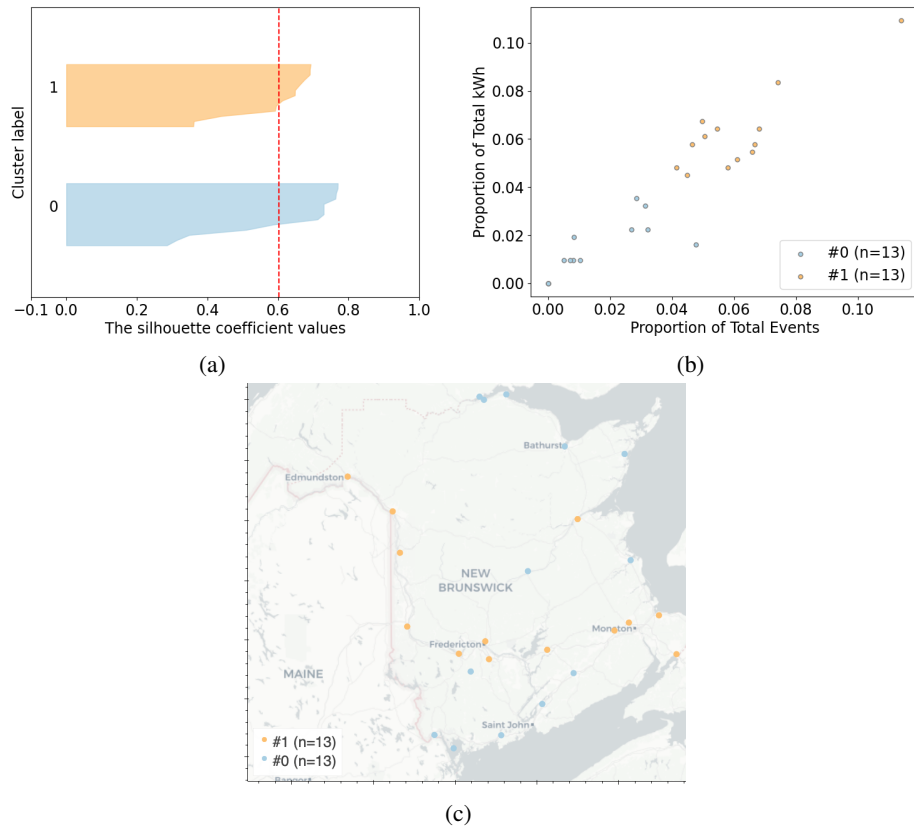 1
0
Cluster label
−0.1 0.0 0.2 0.4 0.6 0.8 1.0
The silhouette coefficient values
(a)
0.10
0.08
0.06
0.04
0.02
0.00
Proportion of Total kWh
#0 (n=13)
#1 (n=13)
0.00 0.02 0.04 0.06 0.08 0.10
Proportion of Total Events
(b)
Bathurst
Edmundston
NEW
BRUNSWICK
Fredericton
Moncton
MAINE
Saint John
#1 (n=13)
#0 (n=13)
Bangor
(c)